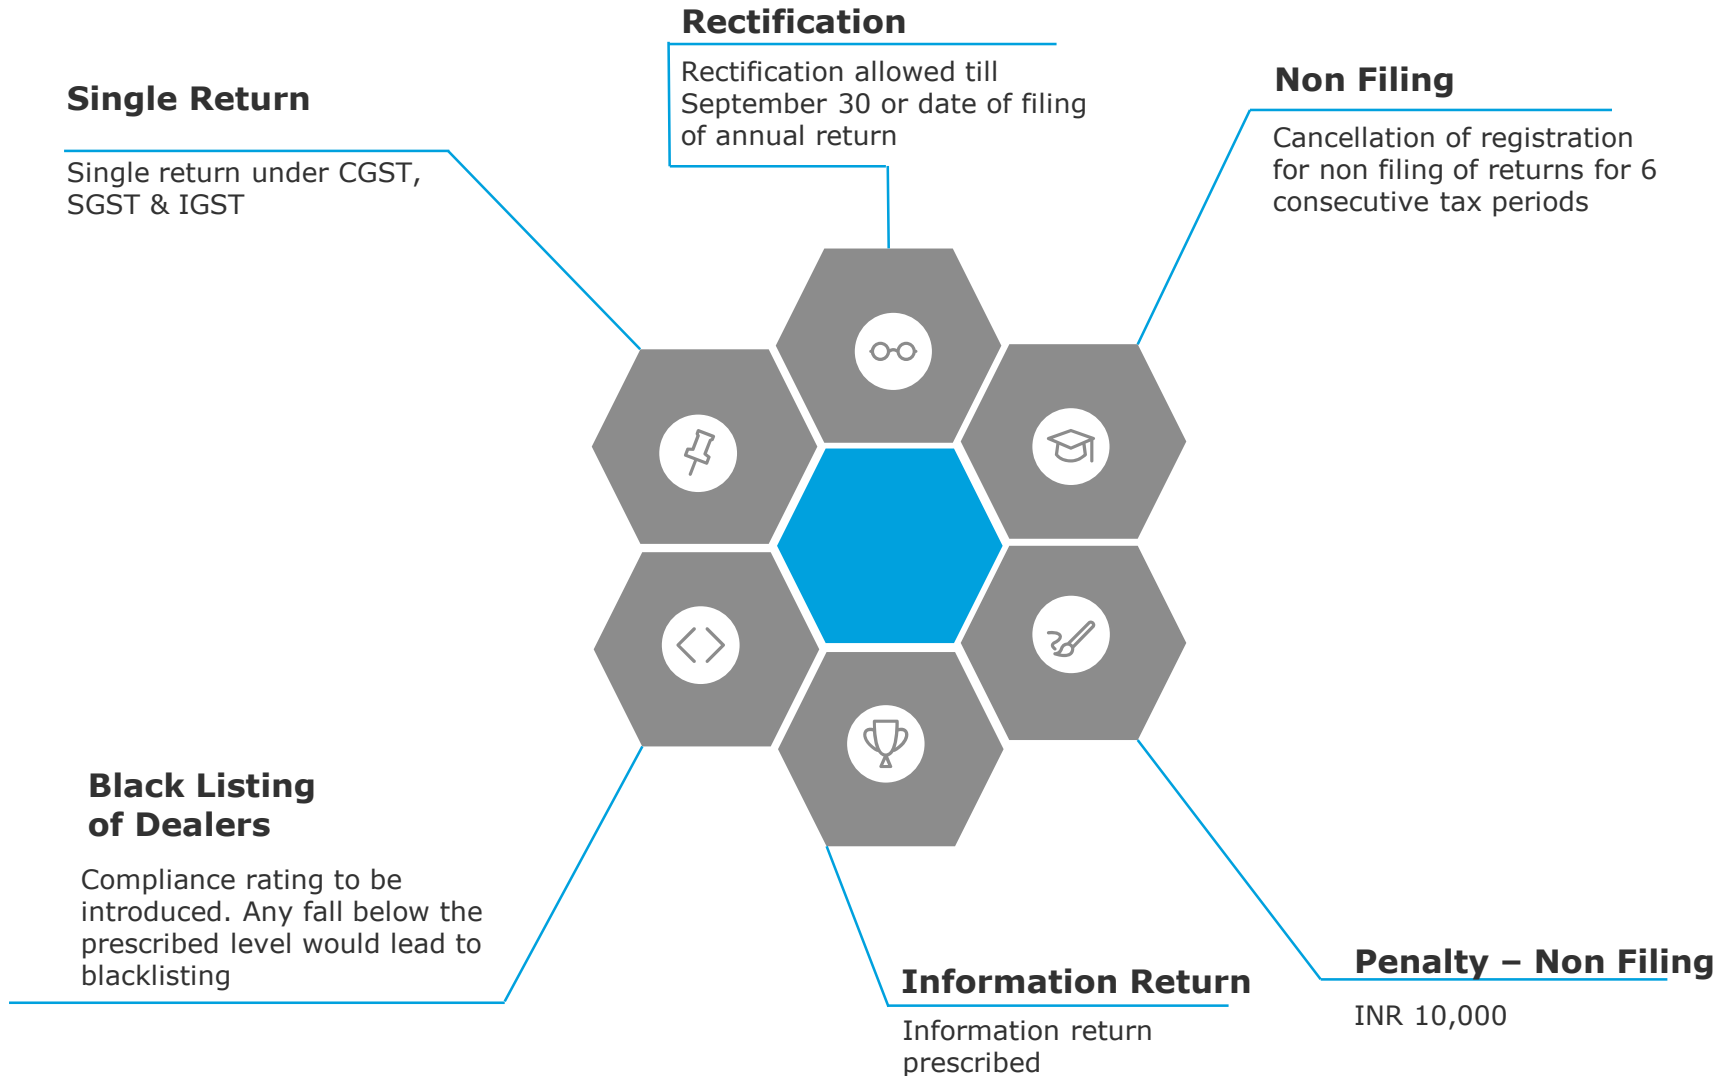 Rectification
Rectification allowed till
September 30 or date of filing
of annual return
Single Return
Single return under CGST,
SGST & IGST
Non Filing
Cancellation of registration
for non filing of returns for 6
consecutive tax periods
Black Listing
of Dealers
Compliance rating to be
introduced. Any fall below the
prescribed level would lead to
blacklisting
Information Return
Information return
prescribed
Penalty – Non Filing
INR 10,000